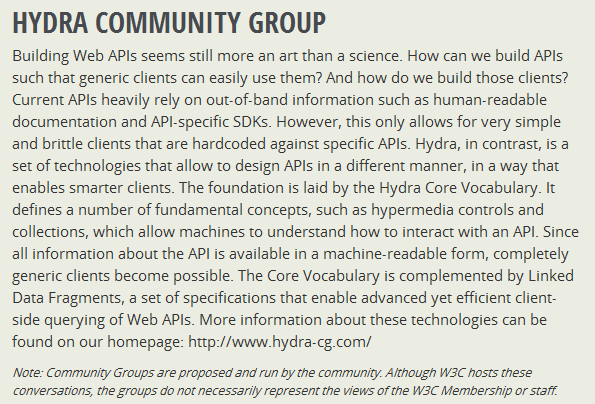 HYDRA COMMUNITY GROUP
Building Web APIs seems still more an art than a science. How can we build APIs
such that generic clients can easily use them? And how do we build those clients?
Current APIs heavily rely on out-of-band information such as human-readable
documentation and API-specific SDKs. However, this only allows for very simple
and brittle clients that are hardcoded against specific APIs. Hydra, in contrast, is a
set of technologies that allow to design APIs in a different manner, in a way that
enables smarter clients. The foundation is laid by the Hydra Core Vocabulary. It
defines a number of fundamental concepts, such as hypermedia controls and
collections, which allow machines to understand how to interact with an API. Since
all information about the API is available in a machine-readable form, completely
generic clients become possible. The Core Vocabulary is complemented by Linked
Data Fragments, a set of specifications that enable advanced yet efficient client-
side querying of Web APIs. More information about these technologies can be
found on our homepage: http://www.hydra-cg.com/
Note: Community Groups are proposed and run by the community. Although W3C hosts these
conversations, the groups do not necessarily represent the views of the W3C Membership or staff.